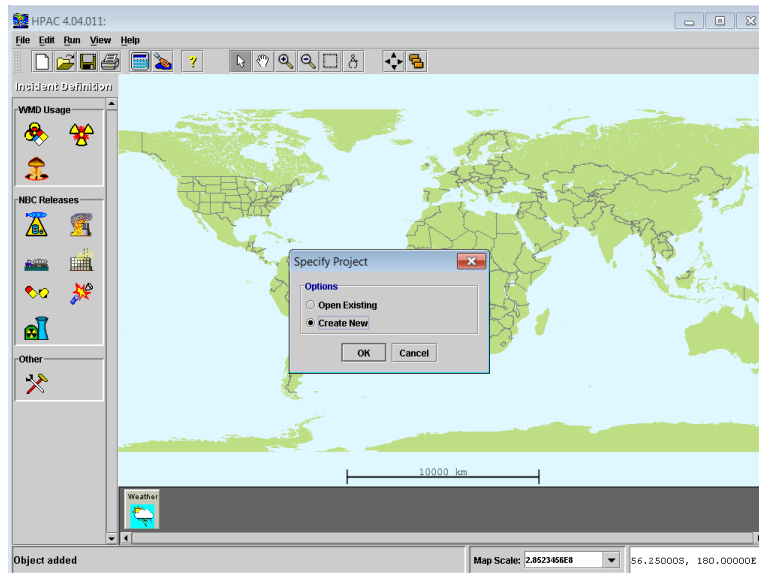 HPAC 4.04.011:
File Edit Run View Help
Incident Definition
WMD Usage
NBC Releases
Other
Specify Project
Options
Open Existing
Create New
OK Cancel
10000 km
Weather
Object added
Map Scale: 2.8523456E8
56.25000S, 180.00000E